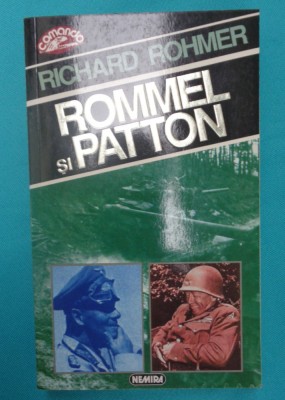 comando
RICHARD ROHMER
ROMMEL
ȘI PATTON
NEMIRA